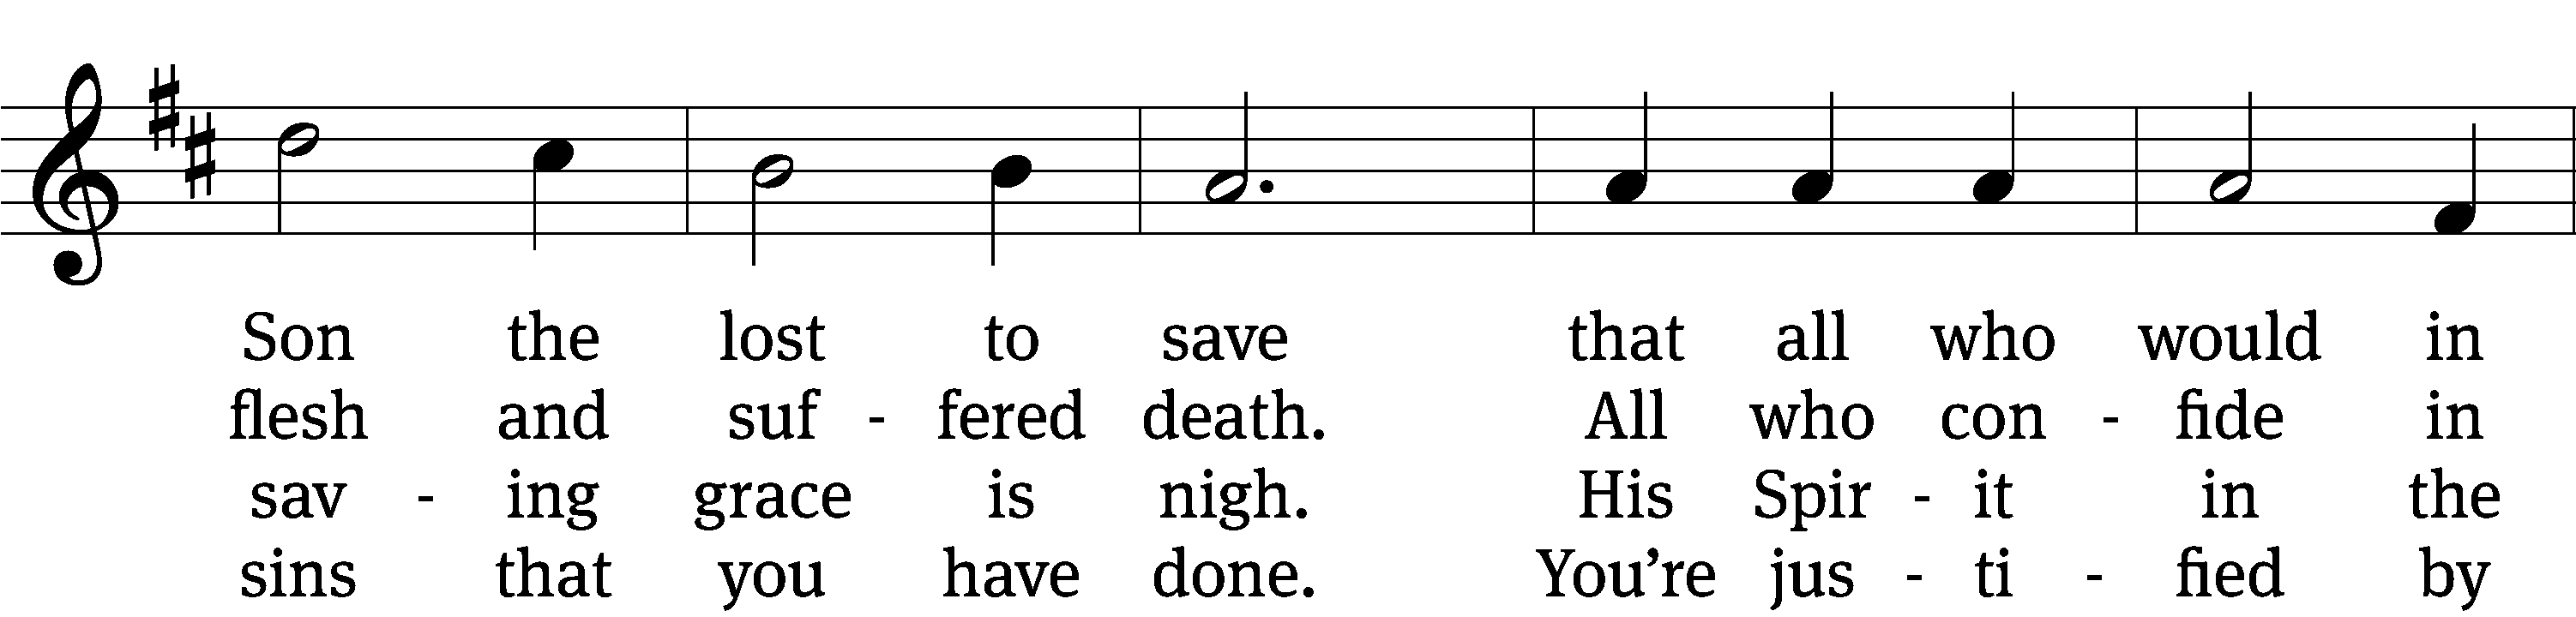 Son the lost to save that all who would in
flesh and suf - fered death. All who con - fide in
sav - ing grace is nigh. His Spir - it in the
sins that you have done. You’re jus - ti - fied by